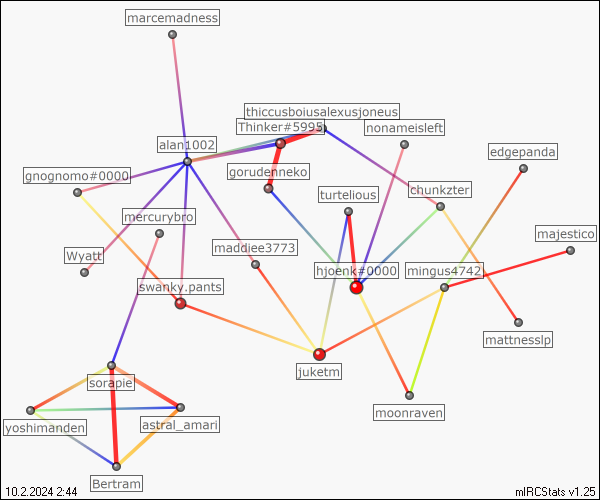 marcemadness
thiccusboiusalexusjoneus
Thinker#5995
nonameisleft
alan1002
edgepanda
gnognomo#0000
gorudenneko
turtelious
chunkzter
mercurybro
majestico
maddiee3773
Wyatt
hjoenk#0000
mingus4742
swanky.pants
mattnesslp
juketm
sorapie
moonraven
yoshimanden
astral_amari
Bertram
10.2.2024 2:44
mIRCStats v1.25